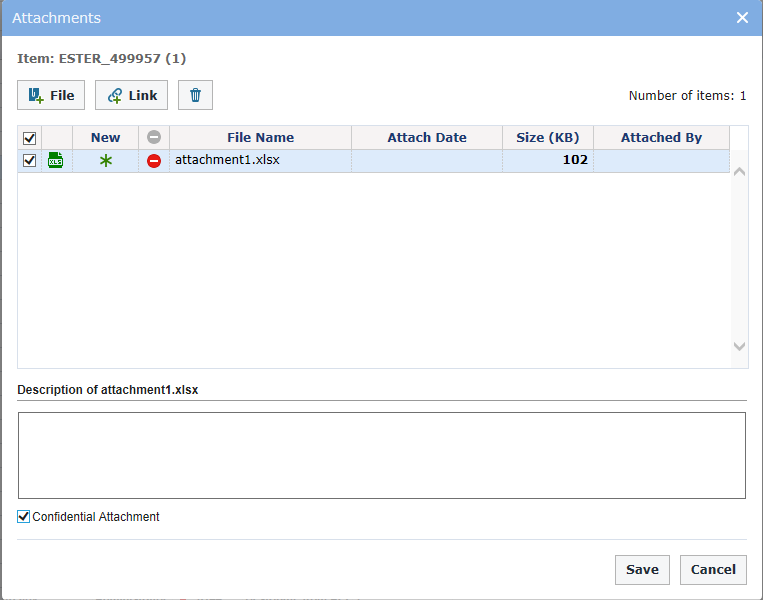 Attachments
Item: ESTER_499957 (1)
File Link
Number of items: 1
New File Name Attach Date Size (KB) Attached By
XLS attachment1.xlsx 102
Description of attachment1.xlsx
Confidential Attachment
Save Cancel